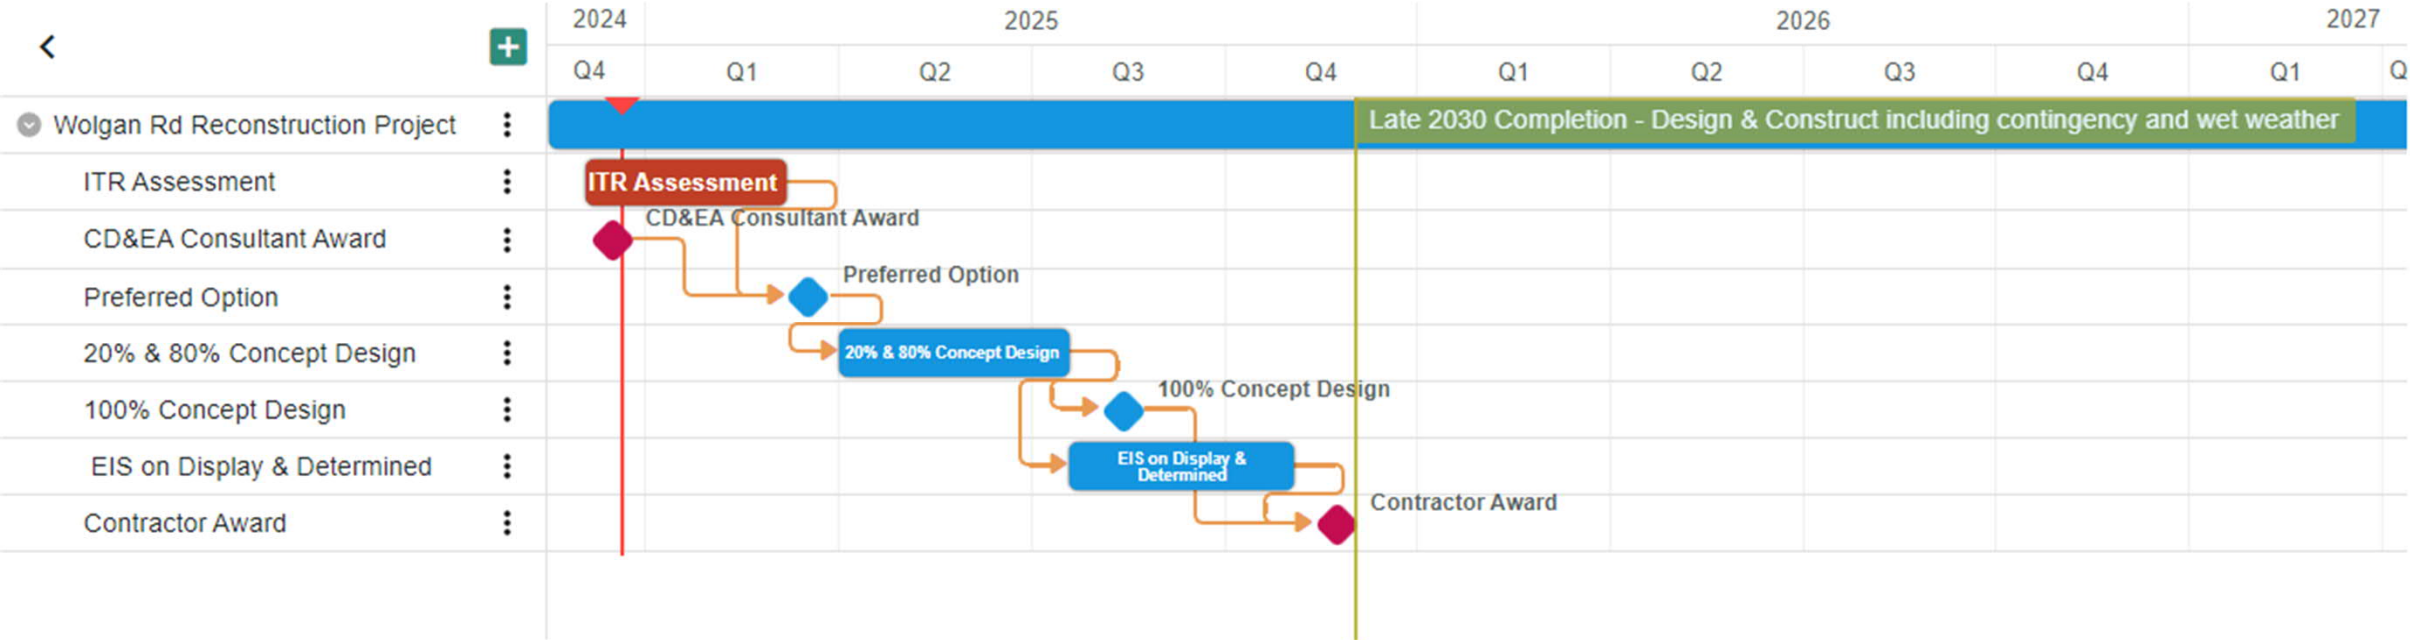 2024 2025 2026 2027
Q4 Q1 Q2 Q3 Q4 Q1 Q2 Q3 Q4 Q1 Q
Wolgan Rd Reconstruction Project
Late 2030 Completion - Design & Construct including contingency and wet weather
ITR Assessment
ITR Assessment
CD&EA Consultant Award
CD&EA Consultant Award
Preferred Option
Preferred Option
20% & 80% Concept Design
20% & 80% Concept Design
100% Concept Design
100% Concept Design
EIS on Display & Determined
EIS on Display &
Determined
Contractor Award
Contractor Award